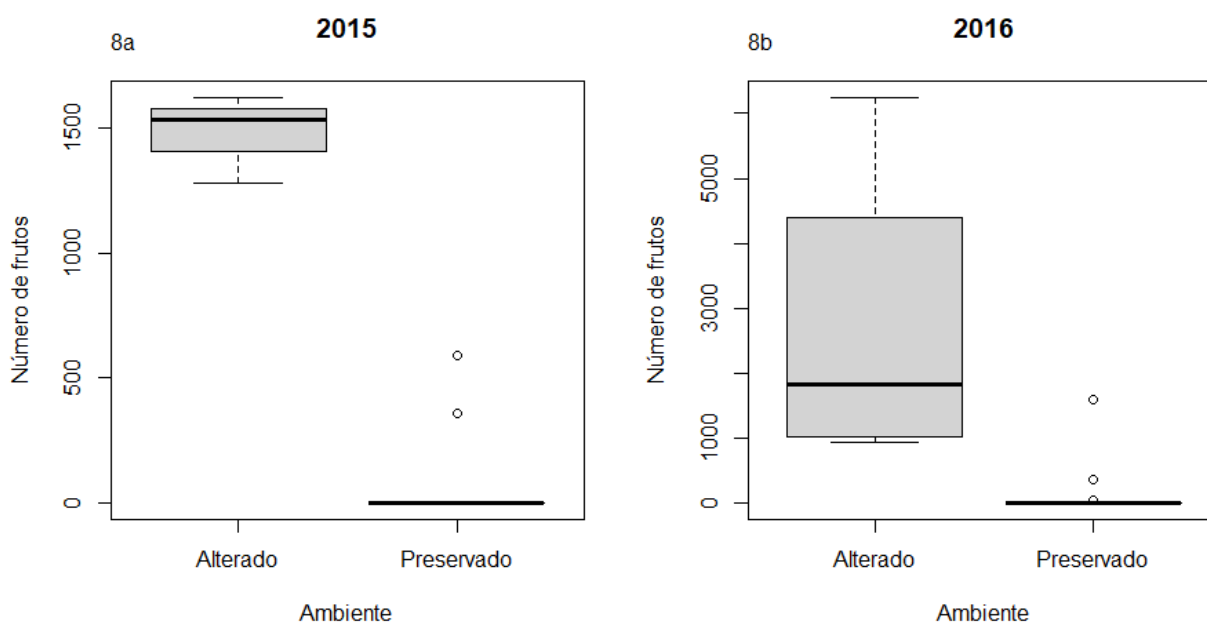 8a
2015
Número de frutos
1500
1000
500
0
Alterado
Preservado
Ambiente
8b
2016
Número de frutos
5000
3000
1000
0
Alterado
Preservado
Ambiente